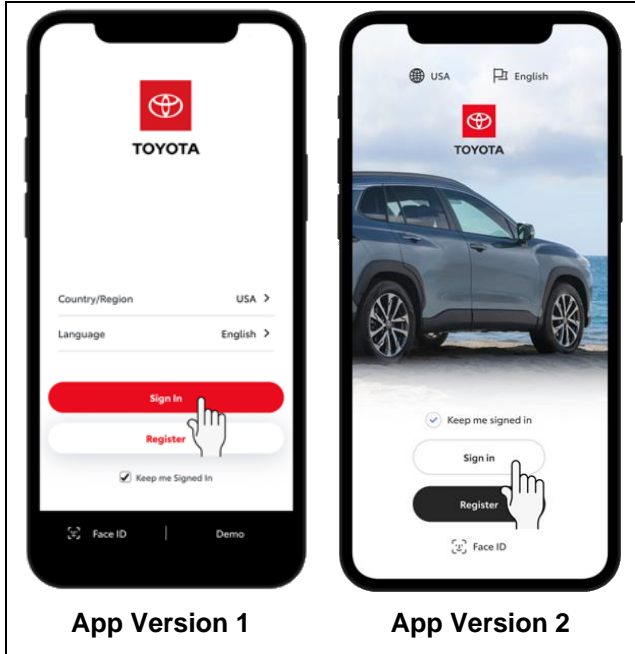 TOYOTA
Country/Region USA >
Language English >
Sign In
Register
Keep me Signed In
Face ID | Demo
App Version 1
USA English
TOYOTA
Keep me signed in
Sign in
Register
Face ID
App Version 2